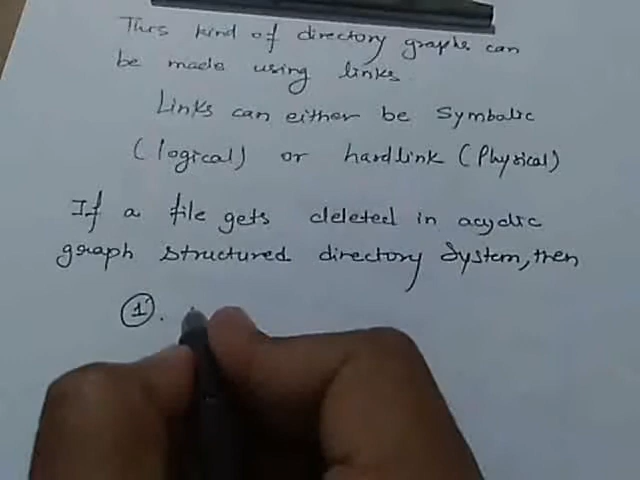 This kind of directory graphs can
be made using links.
Links can either be symbolic
(logical) or hardlink (Physical)
If a file gets deleted in acyclic
graph structured directory system, then
1.